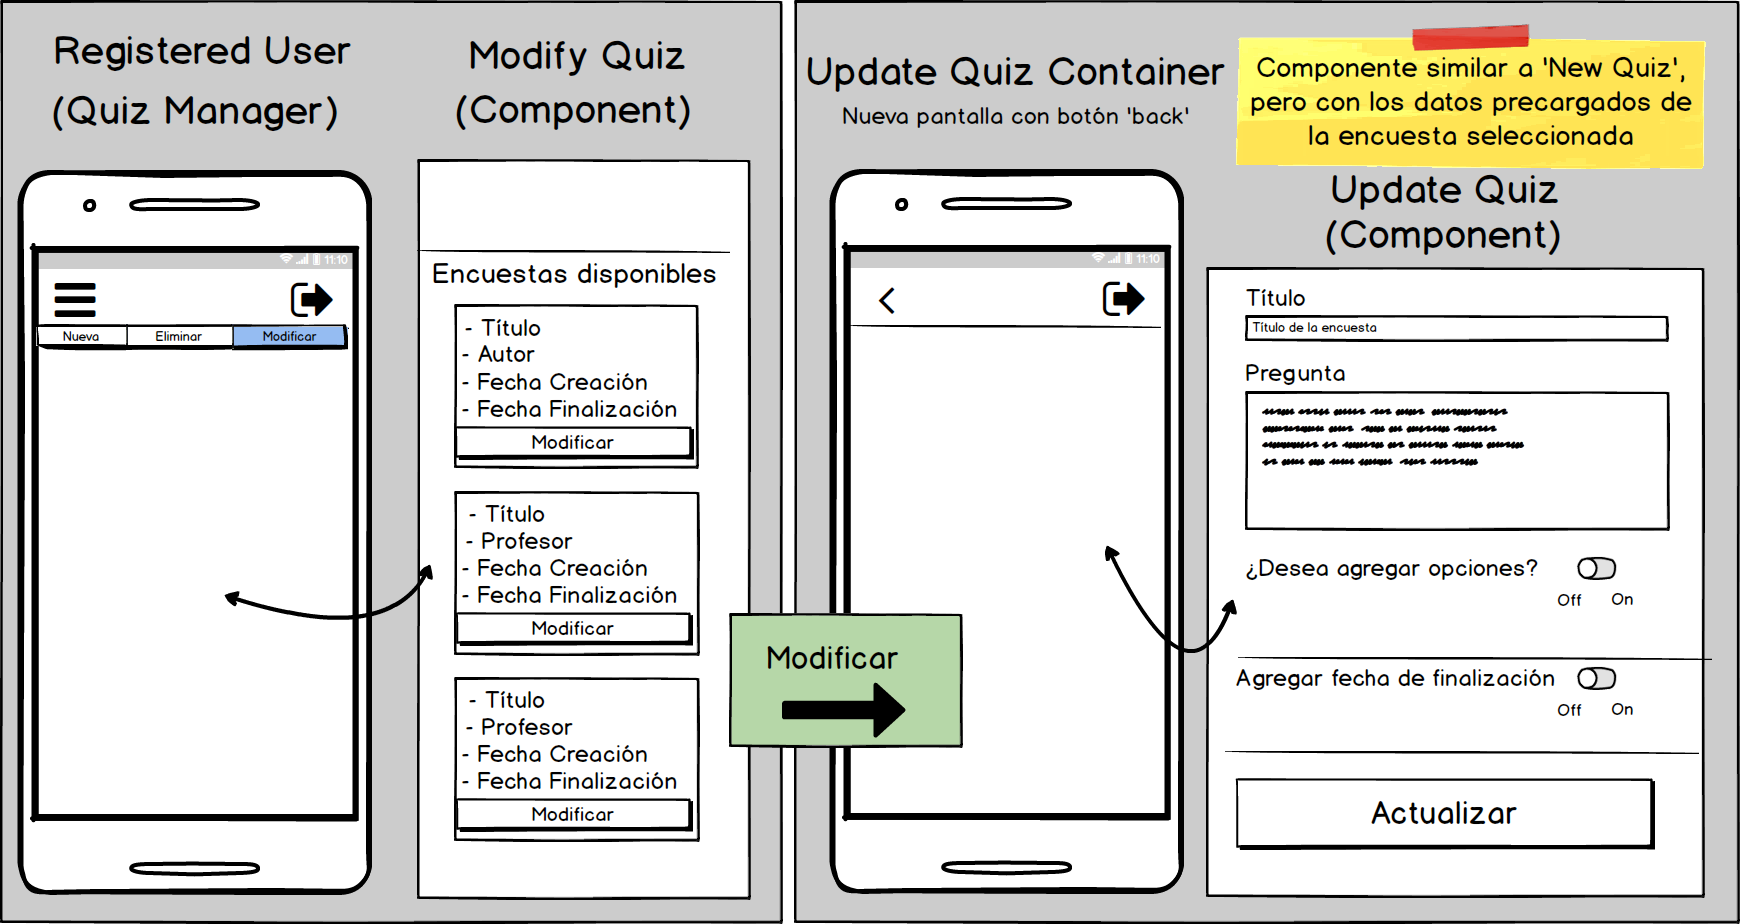 Registered User
(Quiz Manager)
11:10
Nueva
Eliminar
Modificar
Modify Quiz
(Component)
Encuestas disponibles
- Título
- Autor
- Fecha Creación
- Fecha Finalización
Modificar
- Título
- Profesor
- Fecha Creación
- Fecha Finalización
Modificar
- Título
- Profesor
- Fecha Creación
- Fecha Finalización
Modificar
Modificar
Update Quiz Container
Nueva pantalla con botón 'back'
11:10
Componente similar a 'New Quiz',
pero con los datos precargados de
la encuesta seleccionada
Update Quiz
(Component)
Título
Título de la encuesta
Pregunta
¿Desea agregar opciones?
Off On
Agregar fecha de finalización
Off On
Actualizar